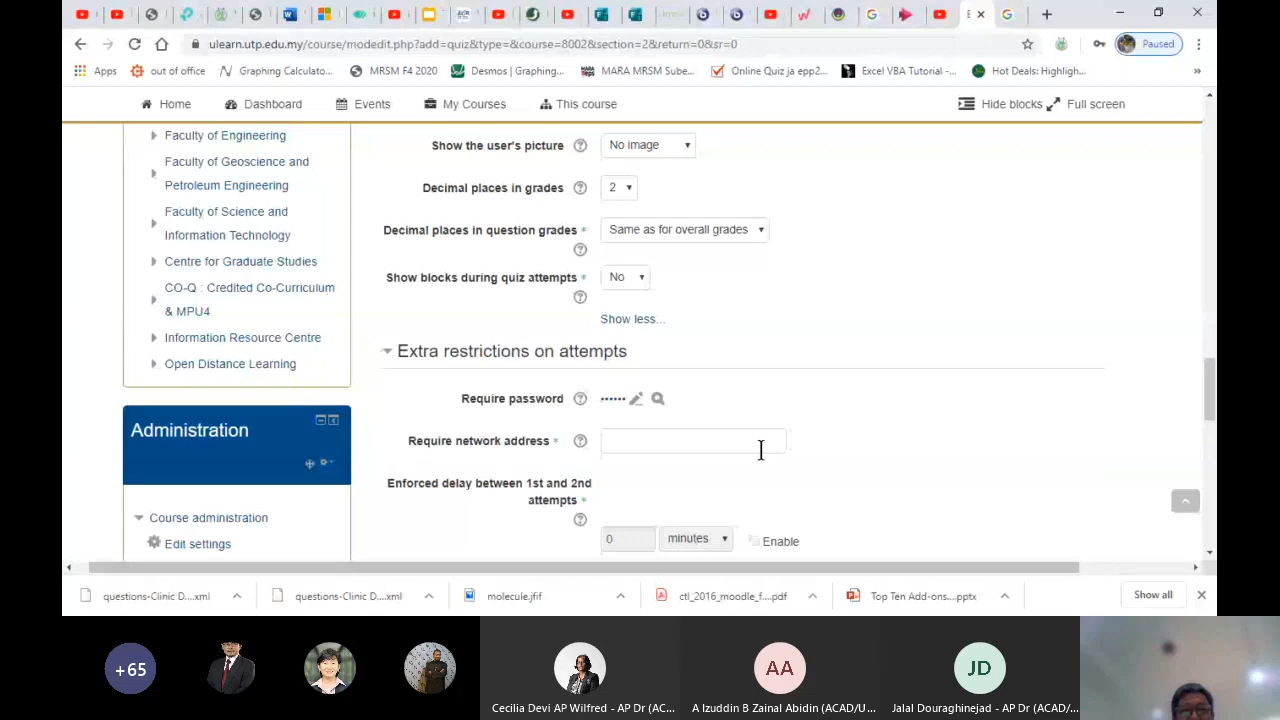 Paused
ulearn.utp.edu.my/course/modedit.php?add=quiz&type=&course=8002&section=2&return=0&sr=0
Apps
out of office
Graphing Calculato...
MRSM F4 2020
Desmos | Graphing...
MARA MRSM Sube...
Online Quiz ja epp2...
Excel VBA Tutorial -...
Hot Deals: Highligh...
»
Home
Dashboard
Events
My Courses
This course
Hide blocks
Full screen
Faculty of Engineering
Faculty of Geoscience and
Petroleum Engineering
Faculty of Science and
Information Technology
Centre for Graduate Studies
CO-Q : Credited Co-Curriculum
& MPU4
Information Resource Centre
Open Distance Learning
Administration
Course administration
Edit settings
Show the user's picture
No image
Decimal places in grades
2
Decimal places in question grades *
Same as for overall grades
Show blocks during quiz attempts *
No
Show less...
Extra restrictions on attempts
Require password
••••••
Require network address *
Enforced delay between 1st and 2nd
attempts *
0
minutes
Enable
questions-Clinic D....xml
questions-Clinic D....xml
molecule.jfif
ctl_2016_moodle_f....pdf
Top Ten Add-ons....pptx
Show all
+65
Cecilia Devi AP Wilfred - AP Dr (AC...
AA
A Izuddin B Zainal Abidin (ACAD/U...
JD
Jalal Douraghinejad - AP Dr (ACAD/...